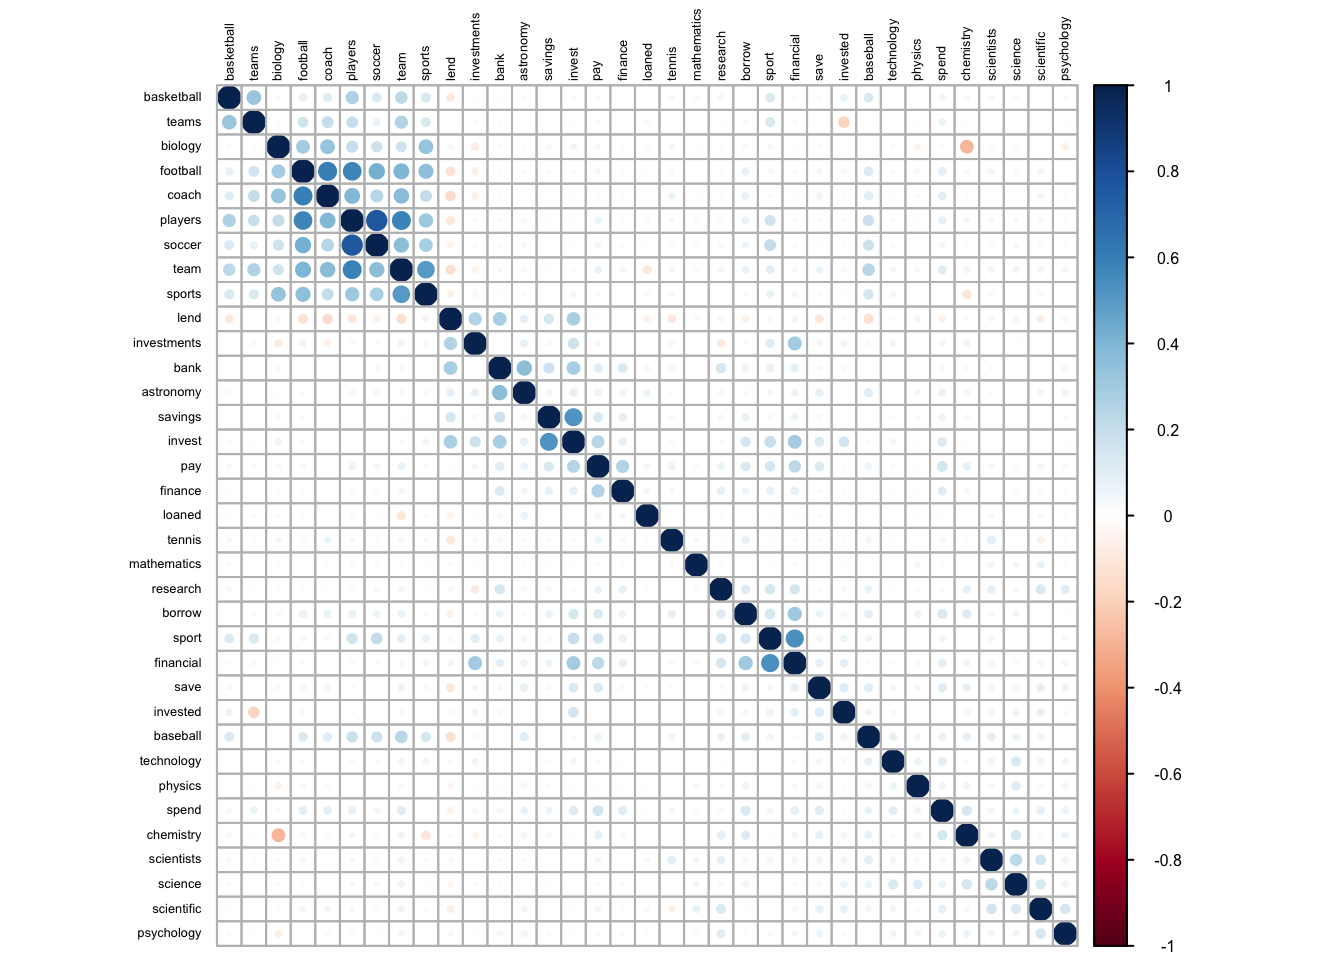 basketball
teams
biology
football
coach
players
soccer
team
sports
lend
investments
bank
astronomy
savings
invest
pay
finance
loaned
tennis
mathematics
research
borrow
sport
financial
save
invested
baseball
technology
physics
spend
chemistry
scientists
science
scientific
psychology
basketball
teams
biology
football
coach
players
soccer
team
sports
lend
investments
bank
astronomy
savings
invest
pay
finance
loaned
tennis
mathematics
research
borrow
sport
financial
save
invested
baseball
technology
physics
spend
chemistry
scientists
science
scientific
psychology
1
0.8
0.6
0.4
0.2
0
-0.2
-0.4
-0.6
-0.8
-1